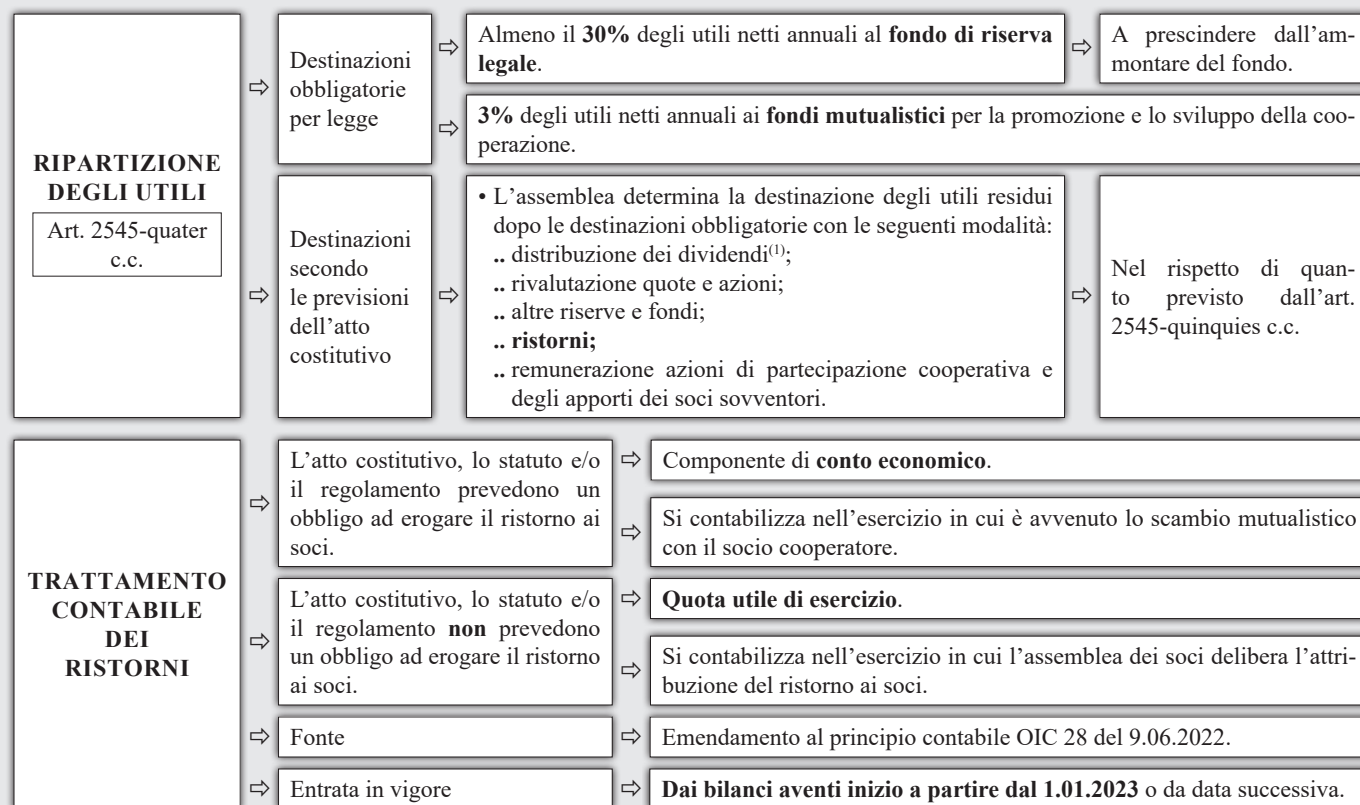 RIPARTIZIONE
DEGLI UTILI
Art. 2545-quater
c.c.
⇨
Destinazioni
obbligatorie
per legge
⇨
Almeno il 30% degli utili netti annuali al fondo di riserva
legale.
⇨
A prescindere dall’am-
montare del fondo.
⇨
3% degli utili netti annuali ai fondi mutualistici per la promozione e lo sviluppo della coo-
perazione.
⇨
Destinazioni
secondo
le previsioni
dell’atto
costitutivo
⇨
• L’assemblea determina la destinazione degli utili residui
dopo le destinazioni obbligatorie con le seguenti modalità:
.. distribuzione dei dividendi(1);
.. rivalutazione quote e azioni;
.. altre riserve e fondi;
.. ristorni;
.. remunerazione azioni di partecipazione cooperativa e
degli apporti dei soci sovventori.
⇨
Nel rispetto di quan-
to previsto dall’art.
2545-quinquies c.c.
TRATTAMENTO
CONTABILE
DEI
RISTORNI
⇨
L’atto costitutivo, lo statuto e/o
il regolamento prevedono un
obbligo ad erogare il ristorno ai
soci.
⇨
Componente di conto economico.
⇨
Si contabilizza nell’esercizio in cui è avvenuto lo scambio mutualistico
con il socio cooperatore.
⇨
L’atto costitutivo, lo statuto e/o
il regolamento non prevedono
un obbligo ad erogare il ristorno
ai soci.
⇨
Quota utile di esercizio.
⇨
Si contabilizza nell’esercizio in cui l’assemblea dei soci delibera l’attri-
buzione del ristorno ai soci.
⇨
Fonte
⇨
Emendamento al principio contabile OIC 28 del 9.06.2022.
⇨
Entrata in vigore
⇨
Dai bilanci aventi inizio a partire dal 1.01.2023 o da data successiva.